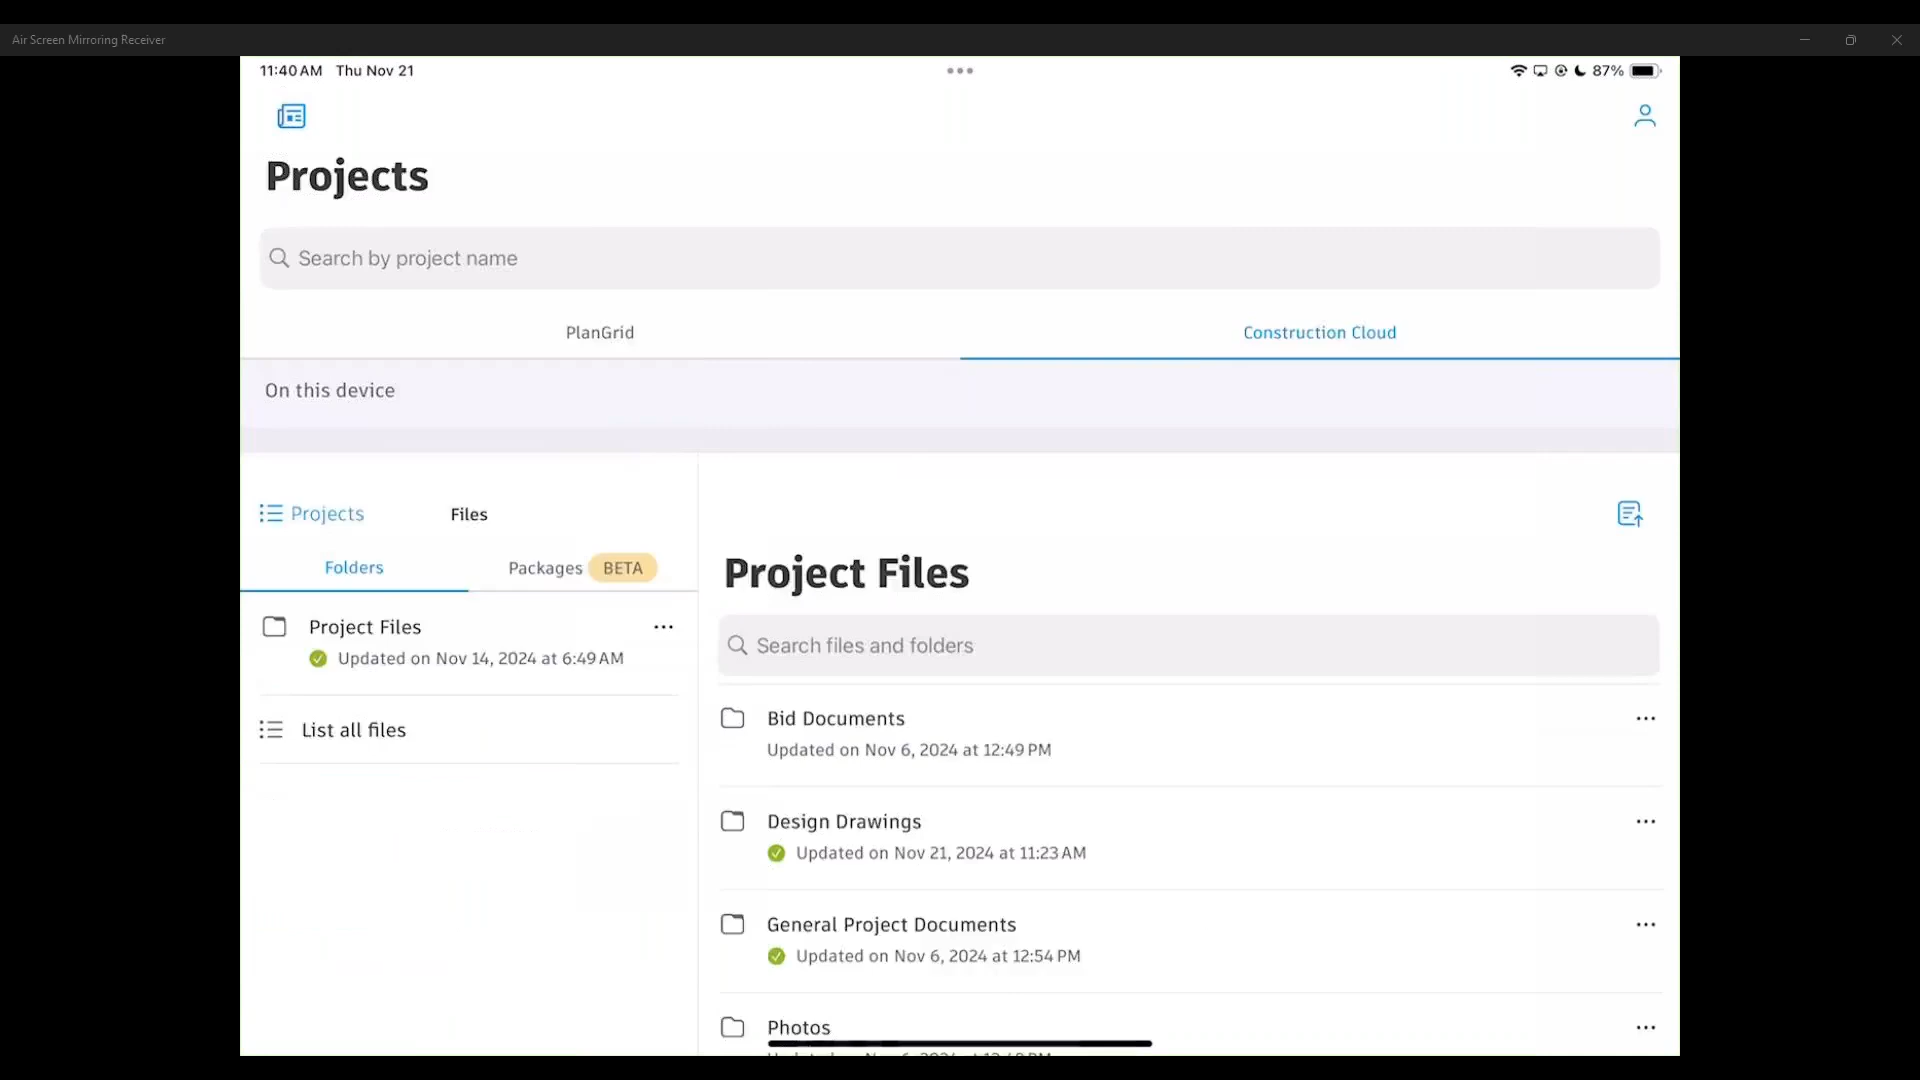 Air Screen Mirroring Receiver
11:40 AM Thu Nov 21
87%
Projects
Search by project name
PlanGrid
Construction Cloud
On this device
Projects
Files
Folders
Packages BETA
Project Files
Updated on Nov 14, 2024 at 6:49 AM
List all files
Project Files
Search files and folders
Bid Documents
Updated on Nov 6, 2024 at 12:49 PM
Design Drawings
Updated on Nov 21, 2024 at 11:23 AM
General Project Documents
Updated on Nov 6, 2024 at 12:54 PM
Photos